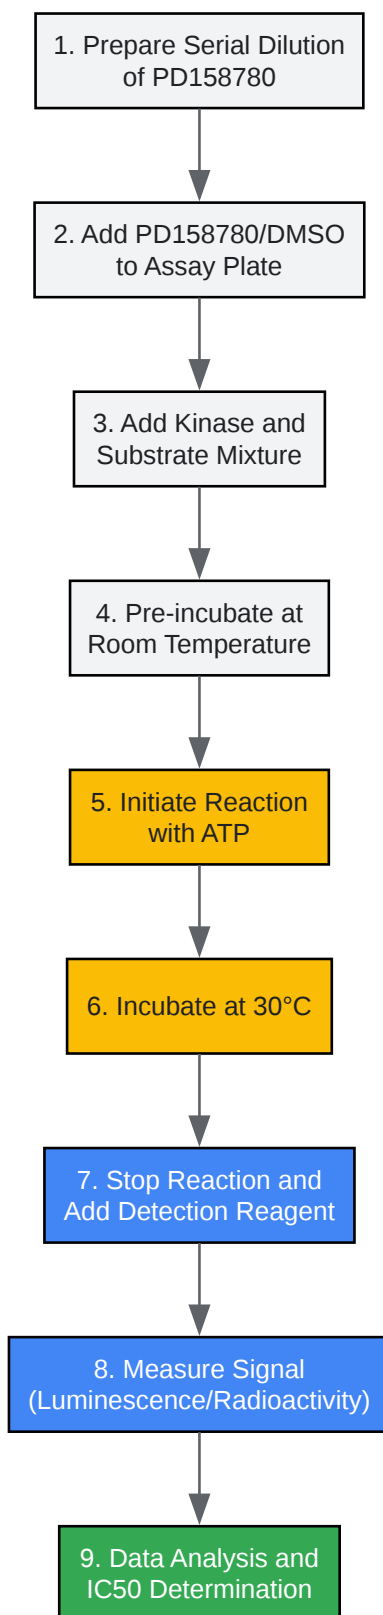 1. Prepare Serial Dilution
of PD158780
2. Add PD158780/DMSO
to Assay Plate
3. Add Kinase and
Substrate Mixture
4. Pre-incubate at
Room Temperature
5. Initiate Reaction
with ATP
6. Incubate at 30°C
7. Stop Reaction and
Add Detection Reagent
8. Measure Signal
(Luminescence/Radioactivity)
9. Data Analysis and
IC50 Determination